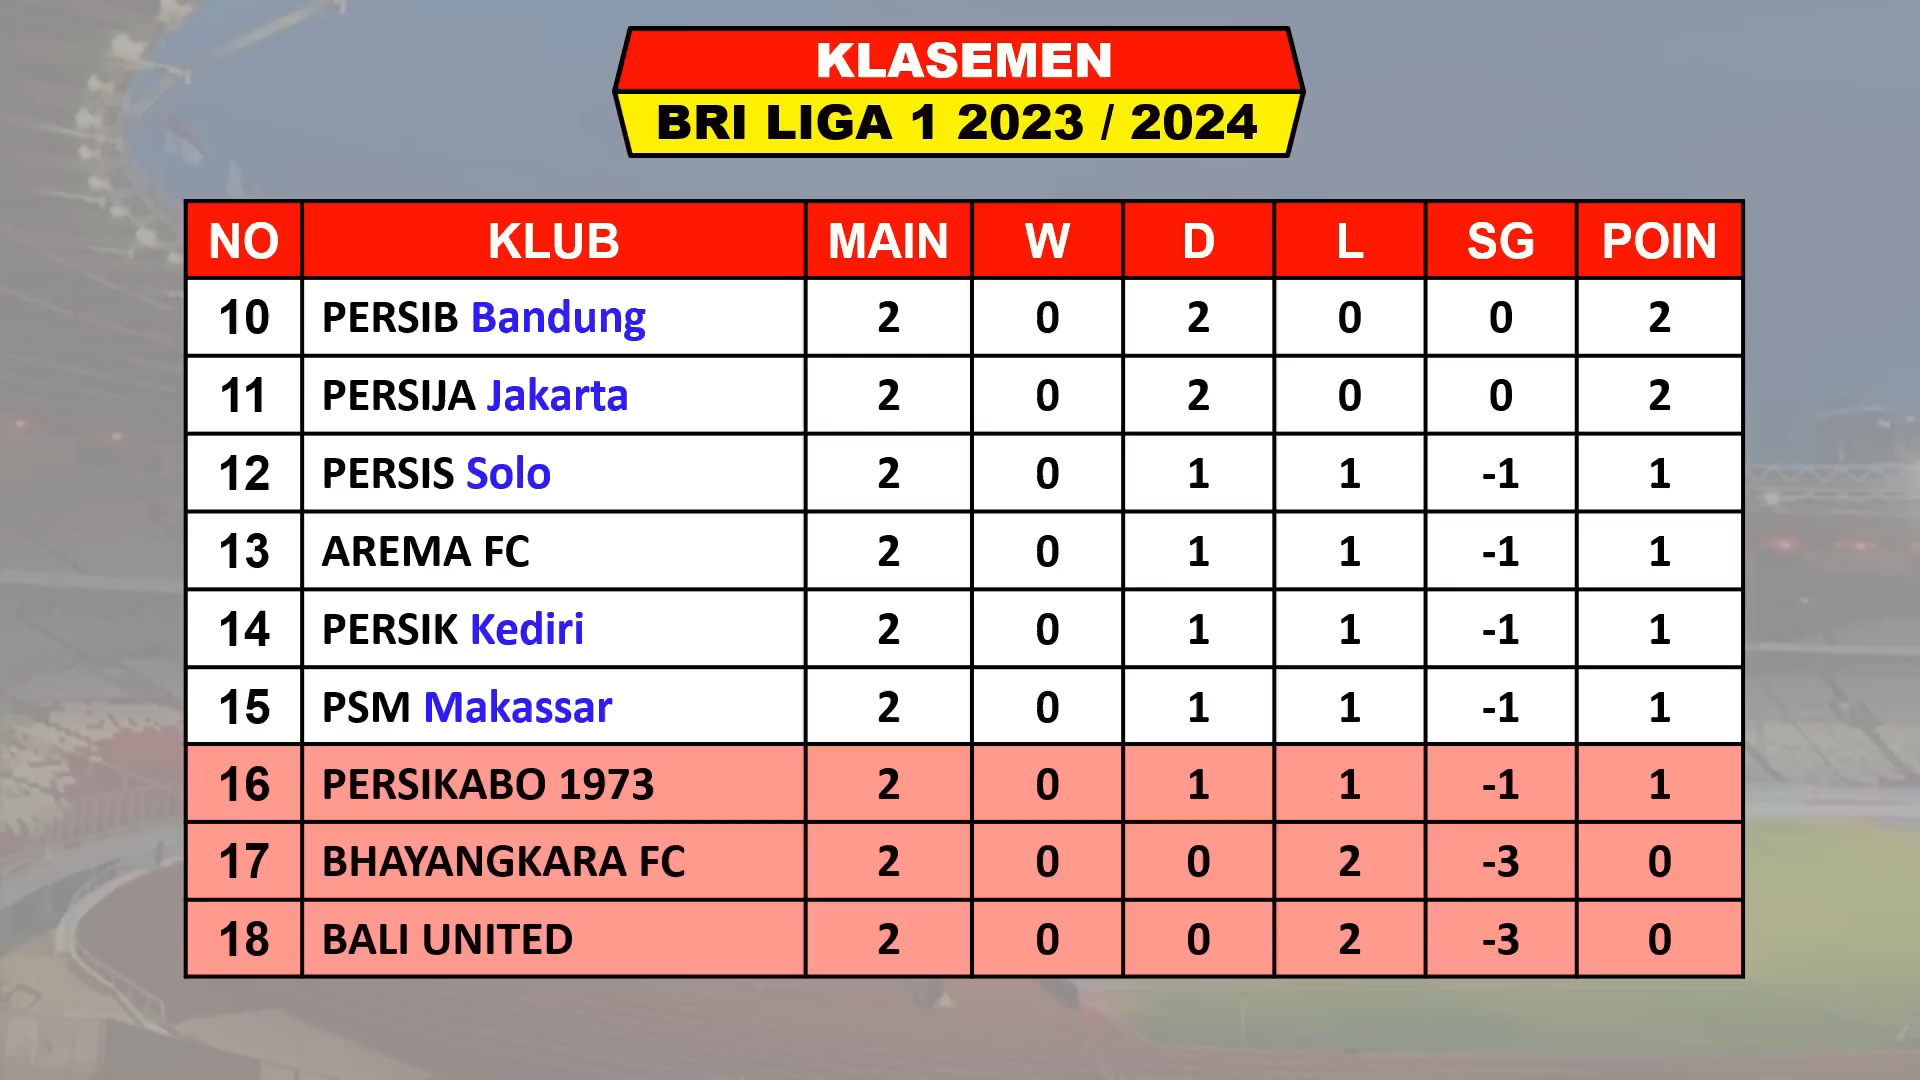 KLASEMEN
BRI LIGA 1 2023 / 2024
NO KLUB MAIN W D L SG POIN
10 PERSIB Bandung 2 0 2 0 0 2
11 PERSIJA Jakarta 2 0 2 0 0 2
12 PERSIS Solo 2 0 1 1 -1 1
13 AREMA FC 2 0 1 1 -1 1
14 PERSIK Kediri 2 0 1 1 -1 1
15 PSM Makassar 2 0 1 1 -1 1
16 PERSIKABO 1973 2 0 1 1 -1 1
17 BHAYANGKARA FC 2 0 0 2 -3 0
18 BALI UNITED 2 0 0 2 -3 0